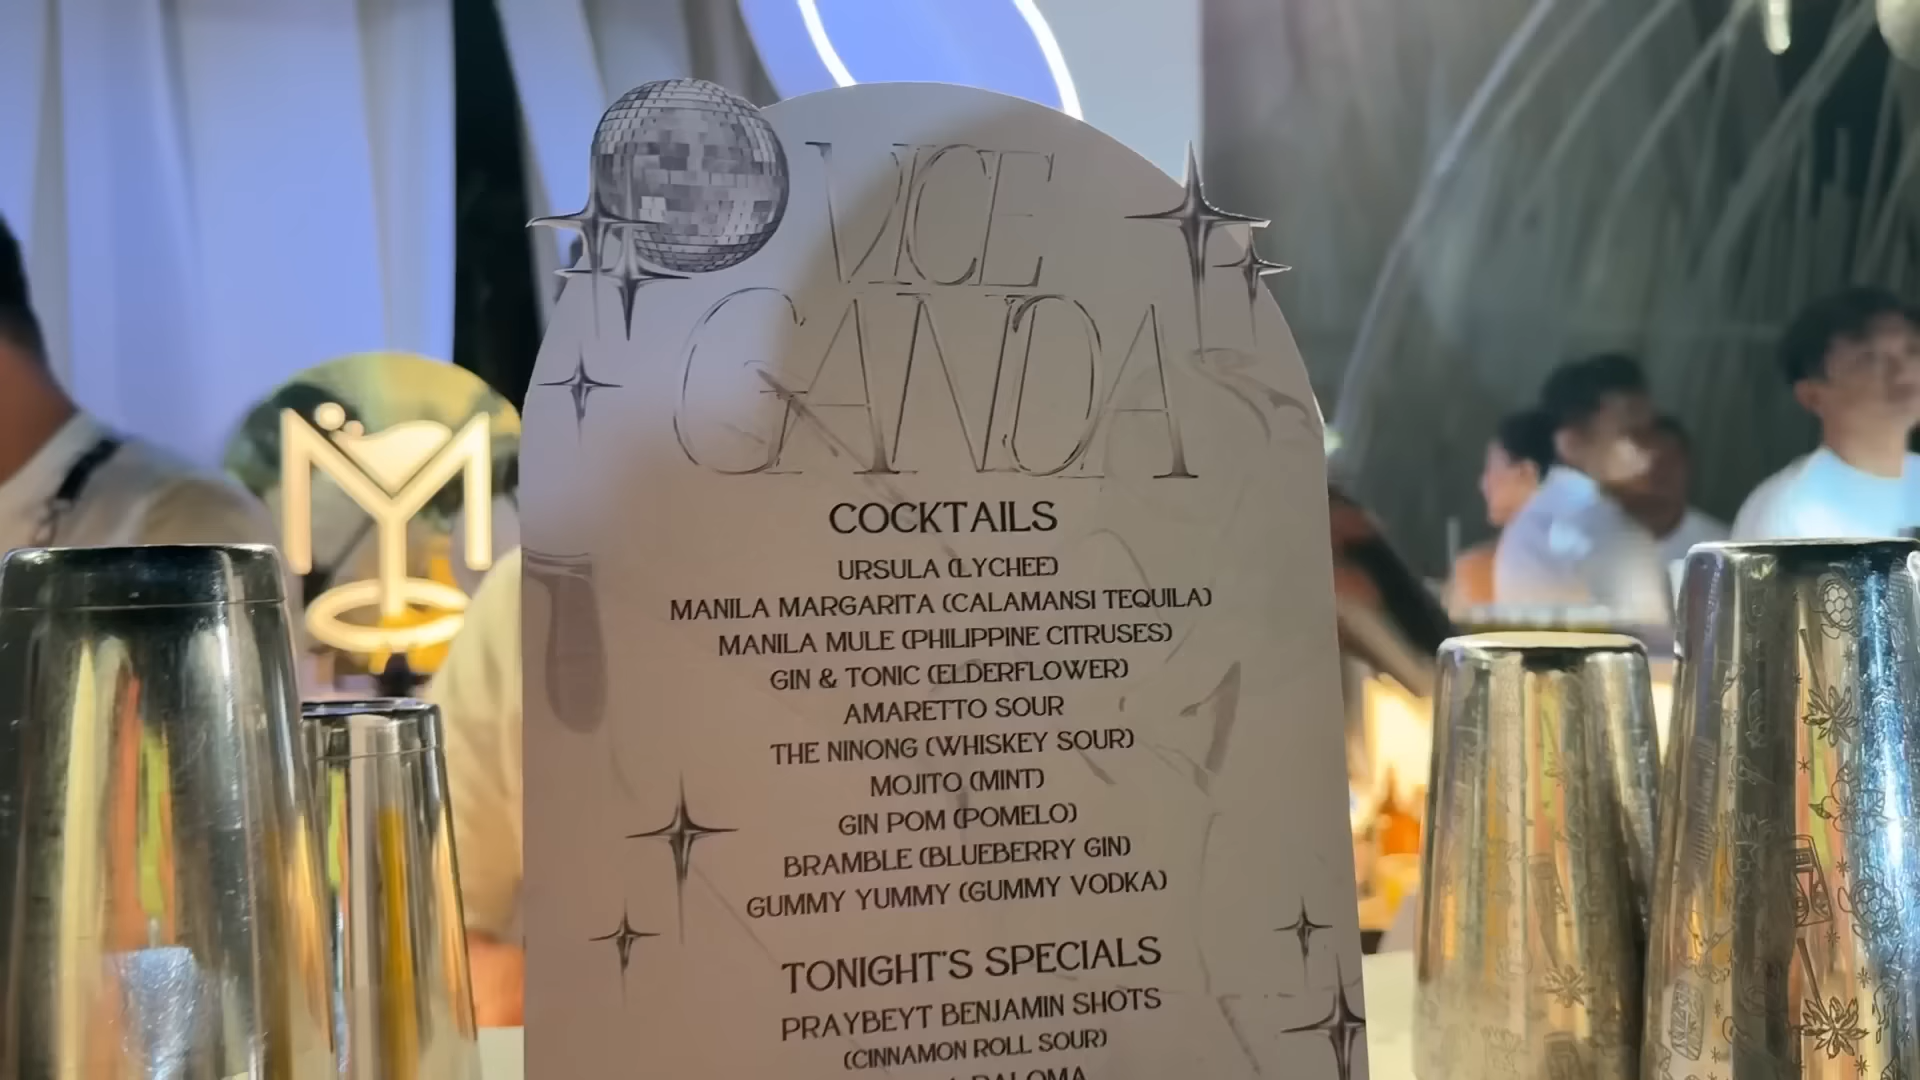 VICE
GANDA
COCKTAILS
URSULA (LYCHEE)
MANILA MARGARITA (CALAMANSI TEQUILA)
MANILA MULE (PHILIPPINE CITRUSES)
GIN & TONIC (ELDERFLOWER)
AMARETTO SOUR
THE NINONG (WHISKEY SOUR)
MOJITO (MINT)
GIN POM (POMELO)
BRAMBLE (BLUEBERRY GIN)
GUMMY YUMMY (GUMMY VODKA)
TONIGHT'S SPECIALS
PRAYBEYT BENJAMIN SHOTS
(CINNAMON ROLL SOUR)
PALOMA